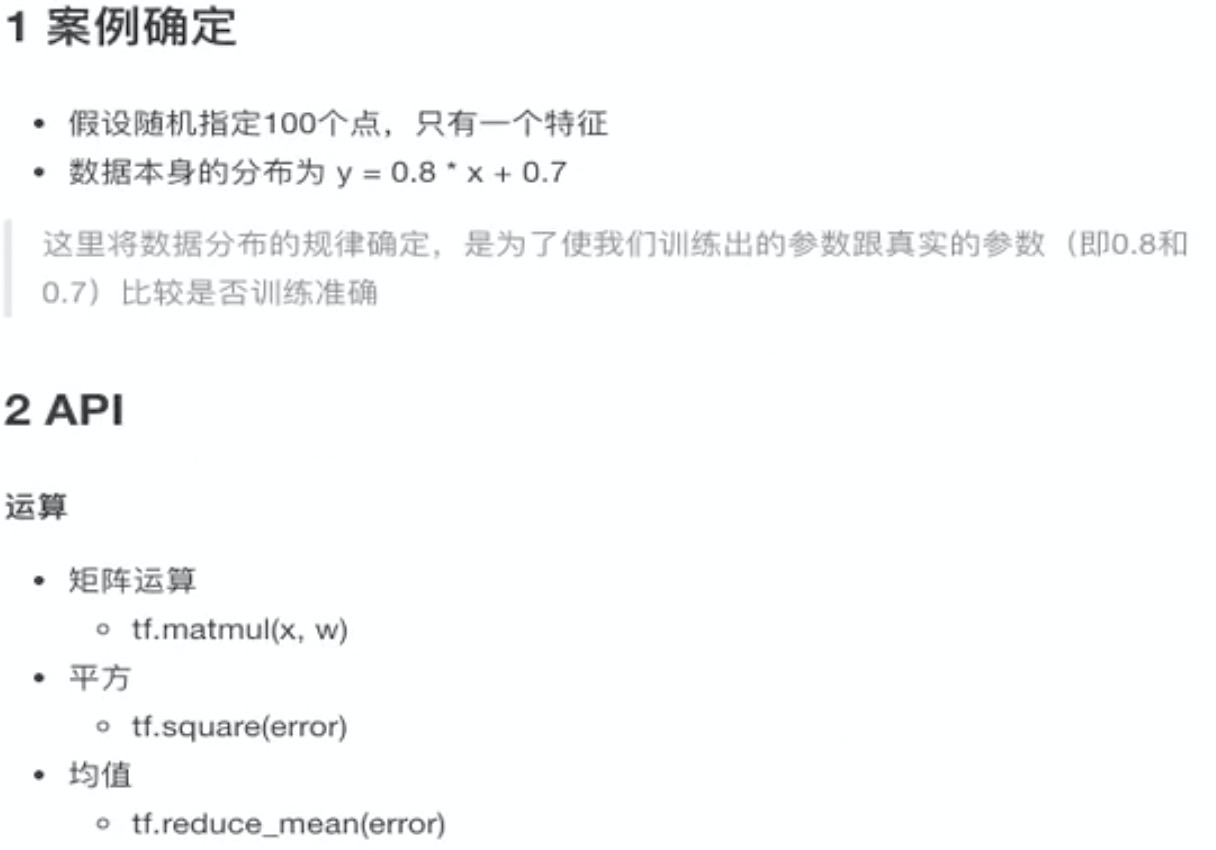 1 案例确定
• 假设随机指定100个点，只有一个特征
• 数据本身的分布为 y = 0.8 * x + 0.7
这里将数据分布的规律确定，是为了使我们训练出的参数跟真实的参数（即0.8和
0.7）比较是否训练准确
2 API
运算
• 矩阵运算
◦ tf.matmul(x, w)
• 平方
◦ tf.square(error)
• 均值
◦ tf.reduce_mean(error)